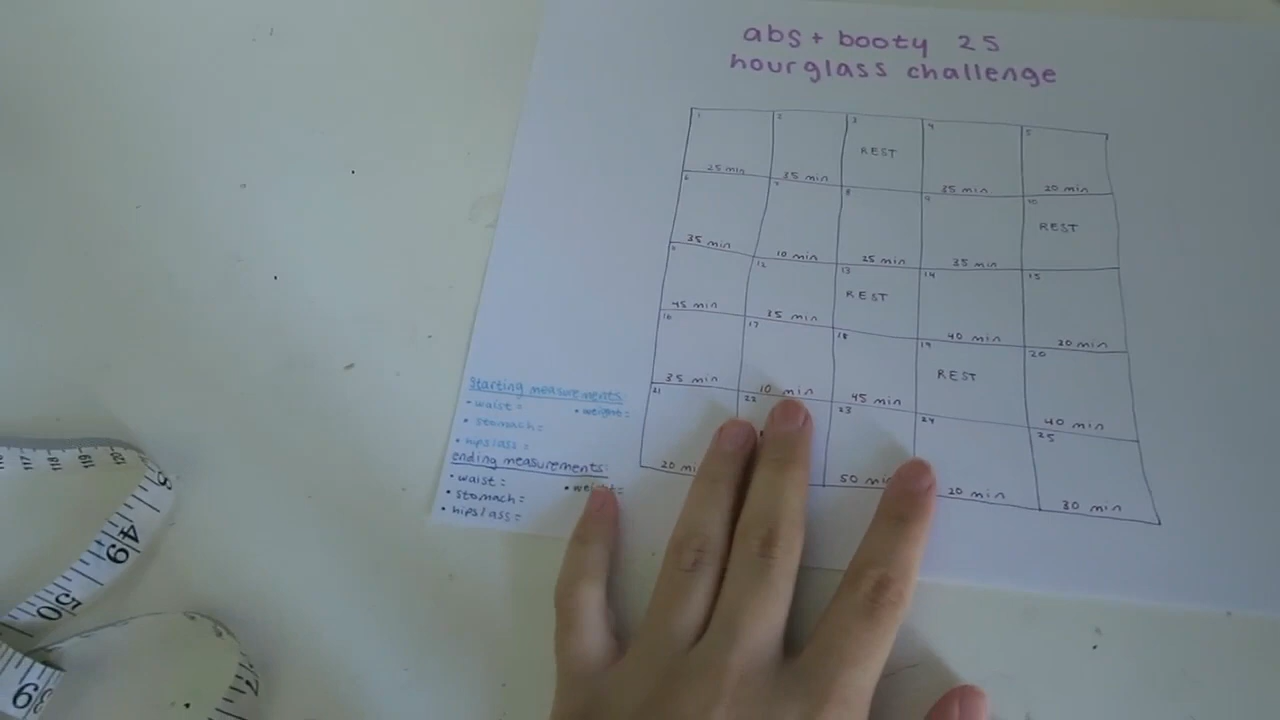 abs + booty 25
hourglass challenge
1 2 3 4 5
REST
25 min 35 min 35 min 20 min
6 7 8 9 10
REST
35 min 10 min 25 min 35 min
12 13 14 15
REST
45 min 35 min 40 min 20 min
16 17 18 19 20
REST
35 min 10 min 45 min 40 min
21 22 23 24 25
20 mi 50 min 20 min 30 min
Starting measurements:
• waist = • weight =
• stomach =
• hips/ass =
ending measurements:
• waist = • weight =
• stomach =
• hips/ass =
49
50